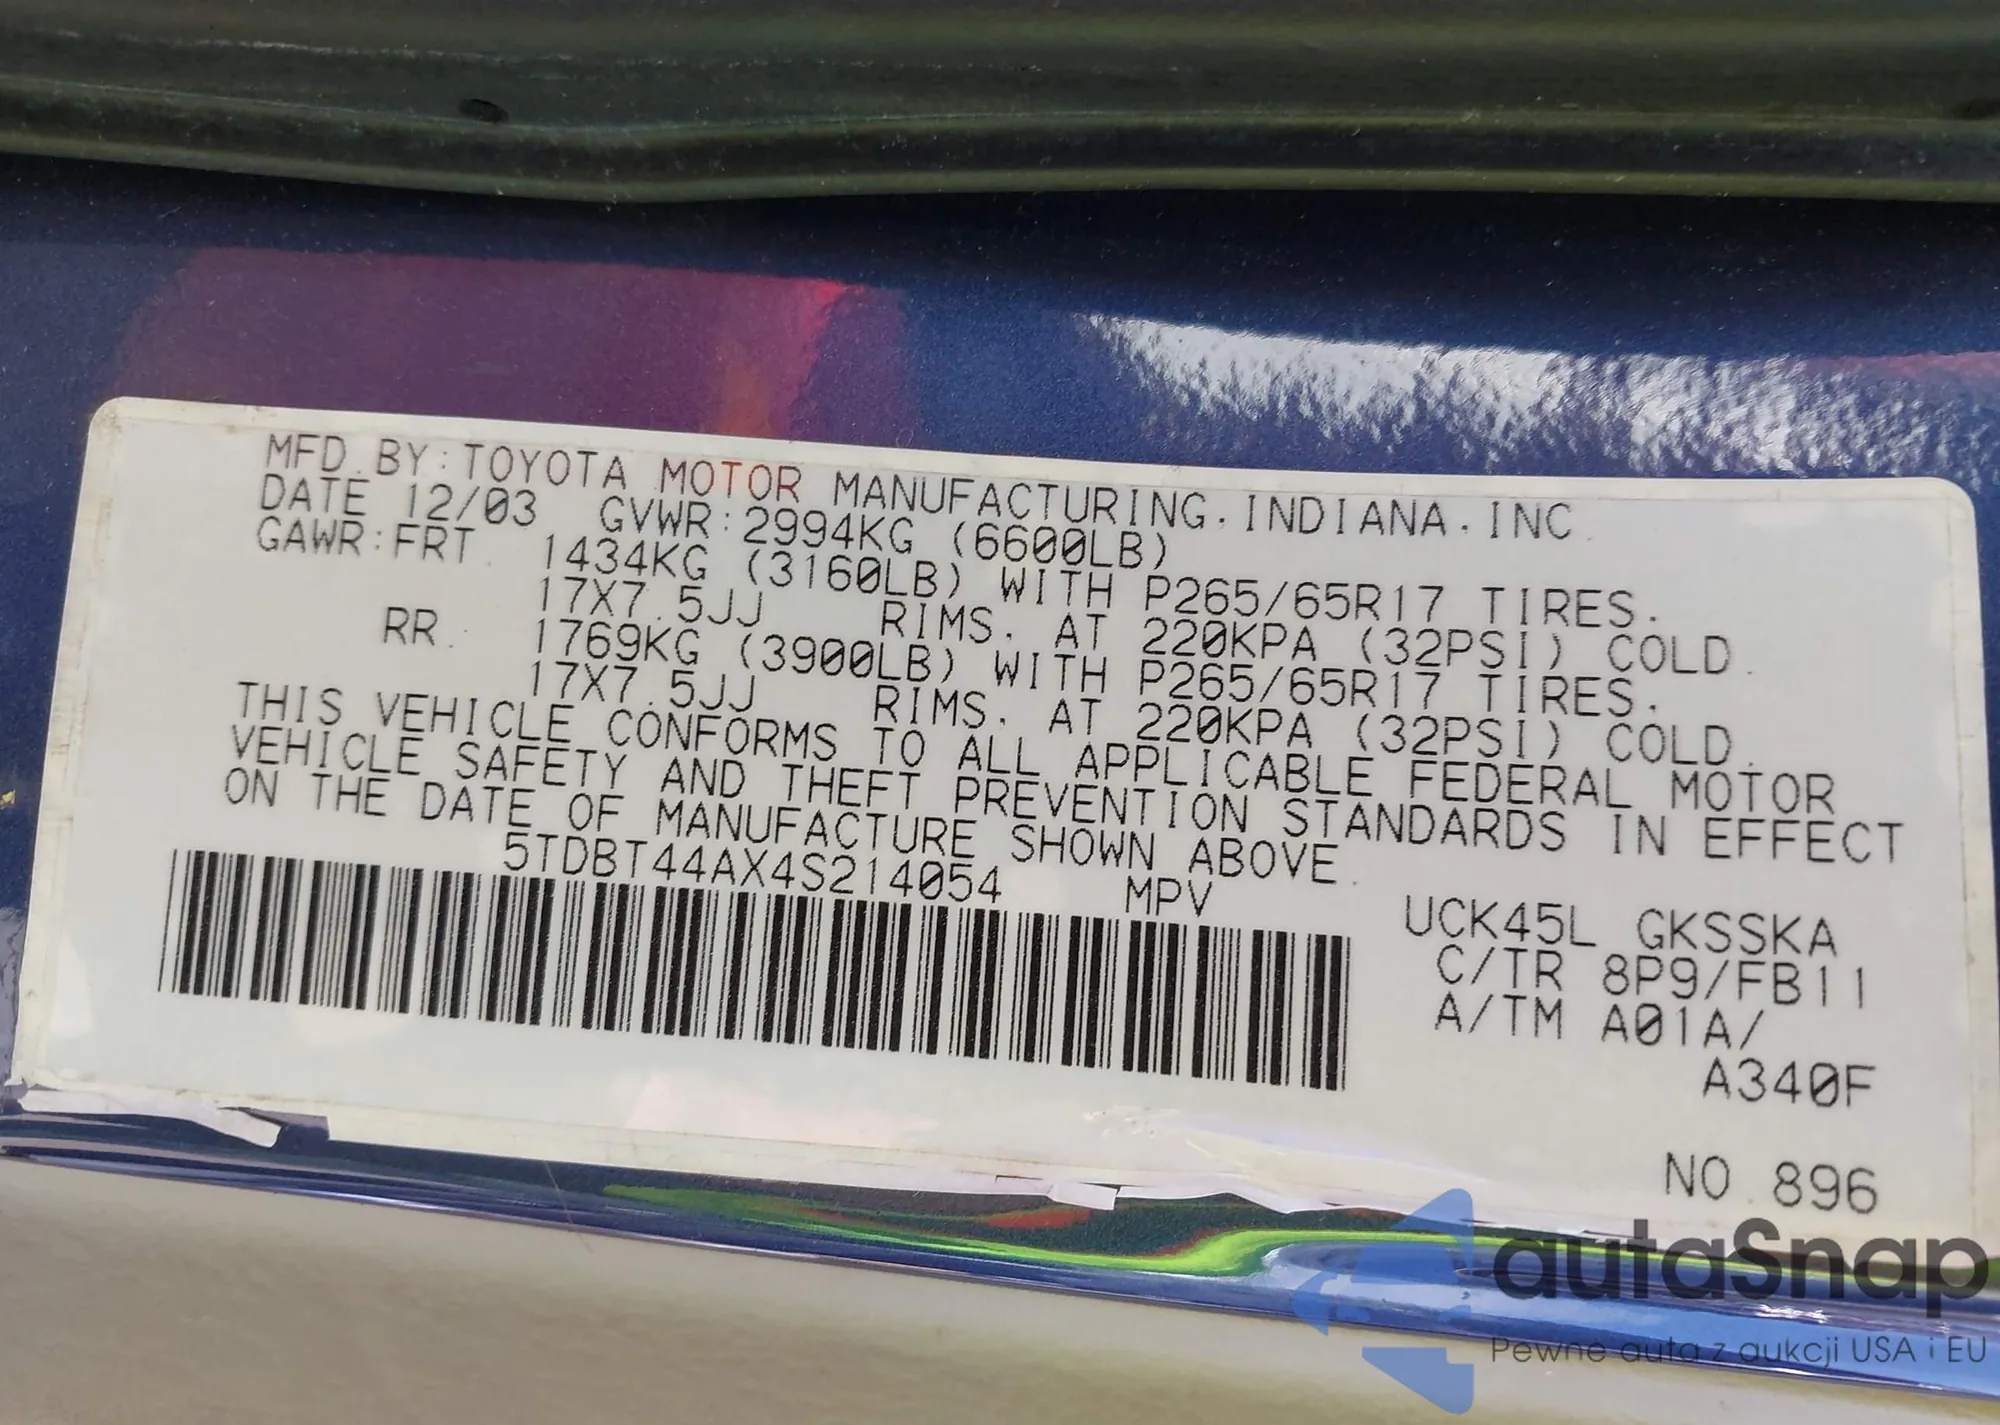 MFD.BY:TOYOTA MOTOR MANUFACTURING.INDIANA.INC.
DATE 12/03 GVWR:2994KG (6600LB)
GAWR:FRT 1434KG (3160LB) WITH P265/65R17 TIRES.
17X7.5JJ RIMS. AT 220KPA (32PSI) COLD.
RR. 1769KG (3900LB) WITH P265/65R17 TIRES.
17X7.5JJ RIMS. AT 220KPA (32PSI) COLD.
THIS VEHICLE CONFORMS TO ALL APPLICABLE FEDERAL MOTOR
VEHICLE SAFETY AND THEFT PREVENTION STANDARDS IN EFFECT
ON THE DATE OF MANUFACTURE SHOWN ABOVE.
5TDBT44AX4S214054 MPV
UCK45L GKSSKA
C/TR 8P9/FB11
A/TM A01A/
A340F
NO.896
autaSnap
Pewne auta z aukcji USA i EU